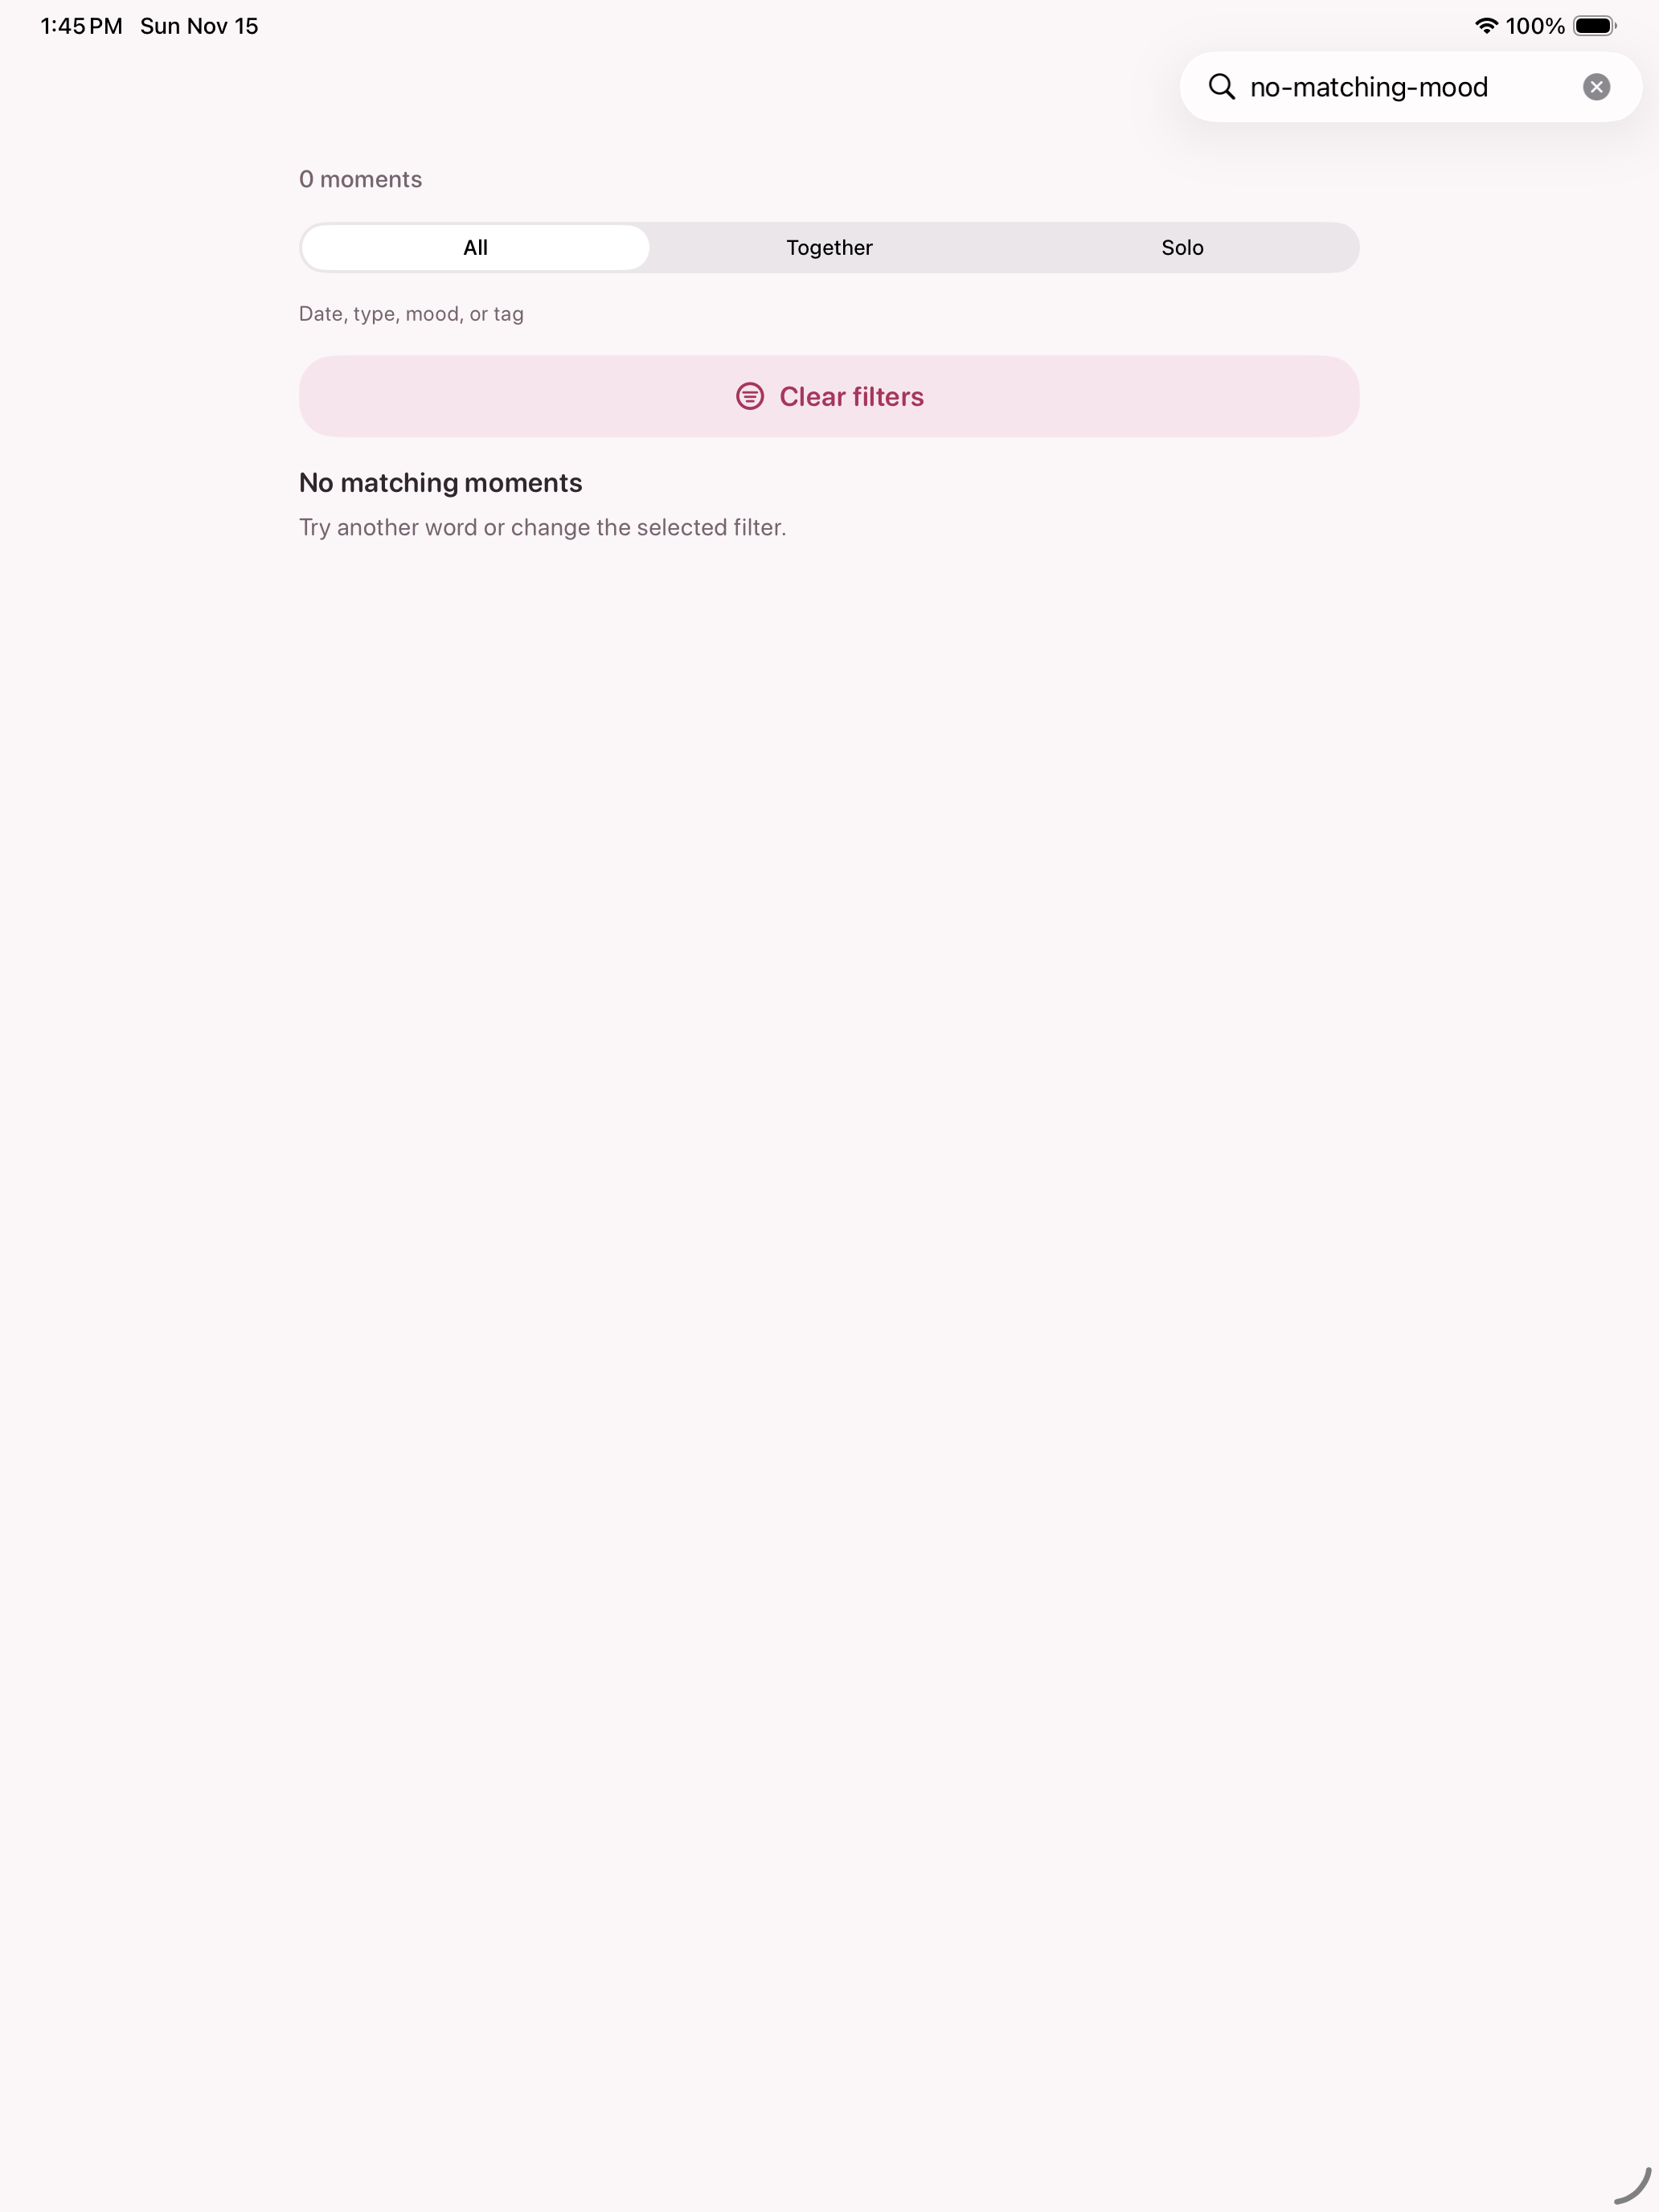 1:45 PM Sun Nov 15
100%
no-matching-mood
0 moments
All Together Solo
Date, type, mood, or tag
Clear filters
No matching moments
Try another word or change the selected filter.